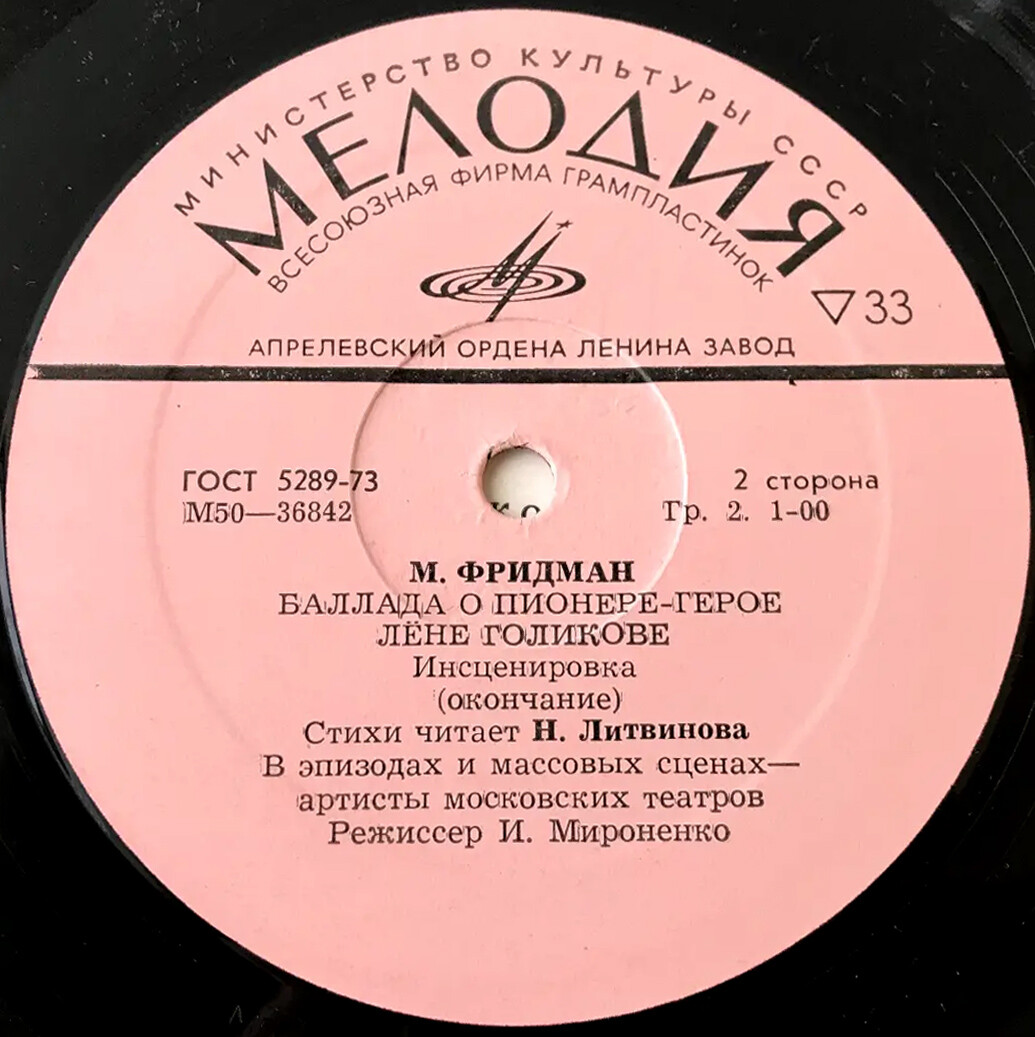 МИНИСТЕРСТВО КУЛЬТУРЫ СССР
МЕЛОДИЯ
ВСЕСОЮЗНАЯ ФИРМА ГРАМПЛАСТИНОК
▽33
АПРЕЛЕВСКИЙ ОРДЕНА ЛЕНИНА ЗАВОД
ГОСТ 5289-73
2 сторона
М50—36842
Гр. 2. 1-00
М. ФРИДМАН
БАЛЛАДА О ПИОНЕРЕ-ГЕРОЕ
ЛЁНЕ ГОЛИКОВЕ
Инсценировка
(окончание)
Стихи читает Н. Литвинова
В эпизодах и массовых сценах—
артисты московских театров
Режиссер И. Мироненко